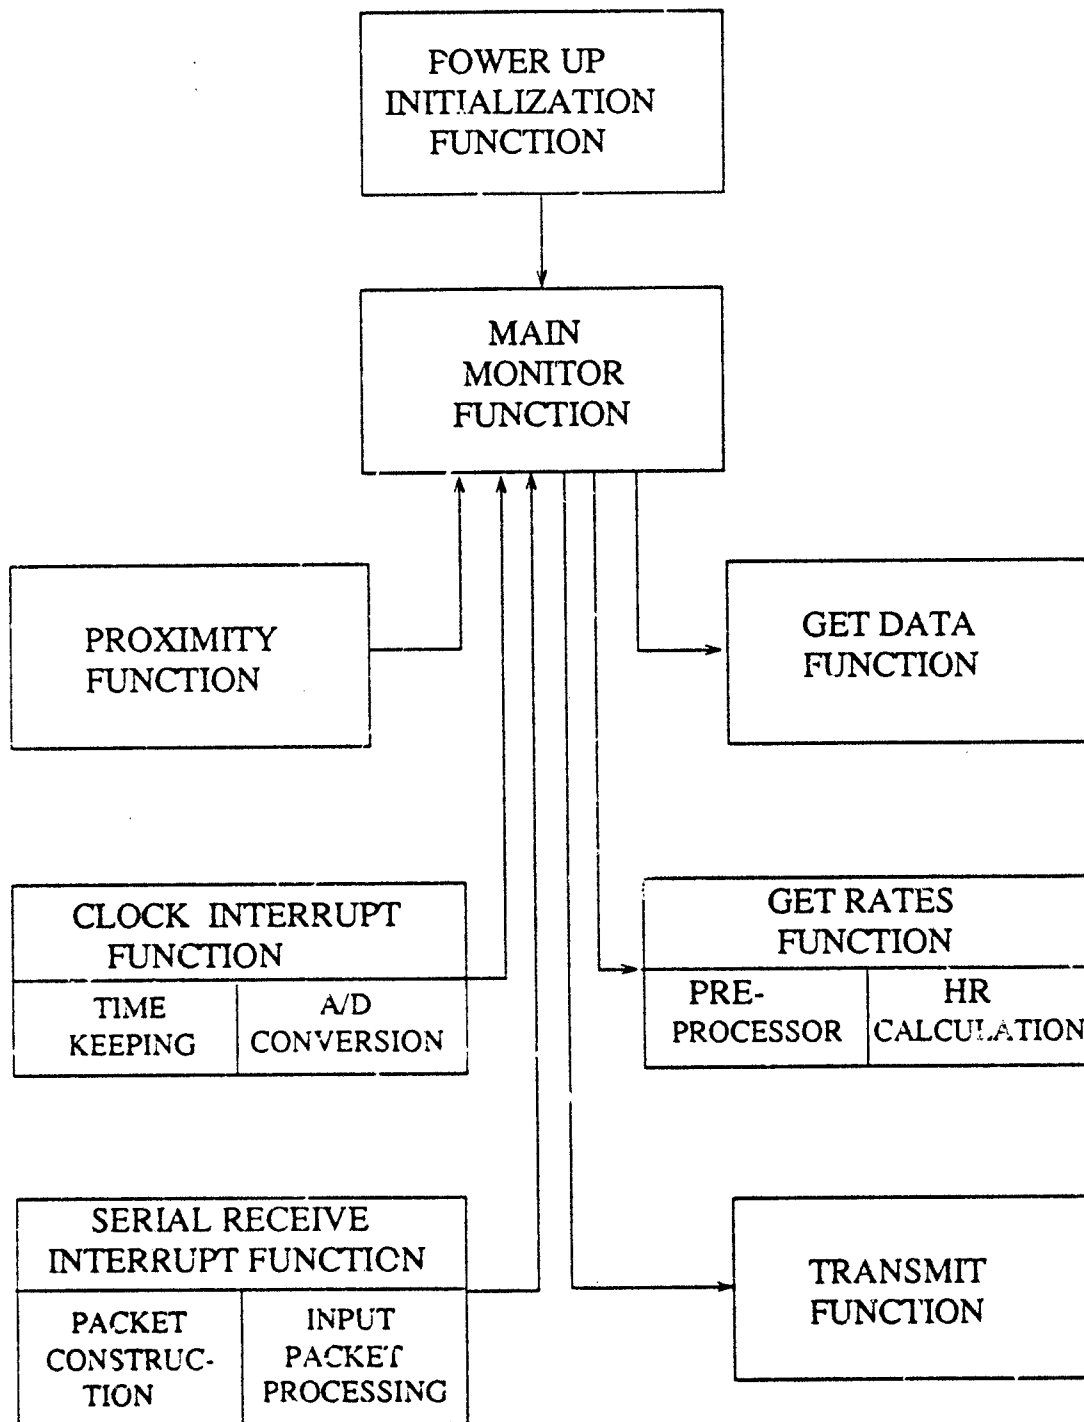 POWER UP
INITIALIZATION
FUNCTION
MAIN
MONITOR
FUNCTION
PROXIMITY
FUNCTION
GET DATA
FUNCTION
CLOCK INTERRUPT
FUNCTION
TIME
KEEPING
A/D
CONVERSION
GET RATES
FUNCTION
PRE-
PROCESSOR
HR
CALCULATION
SERIAL RECEIVE
INTERRUPT FUNCTION
PACKET
CONSTRUC-
TION
INPUT
PACKET
PROCESSING
TRANSMIT
FUNCTION